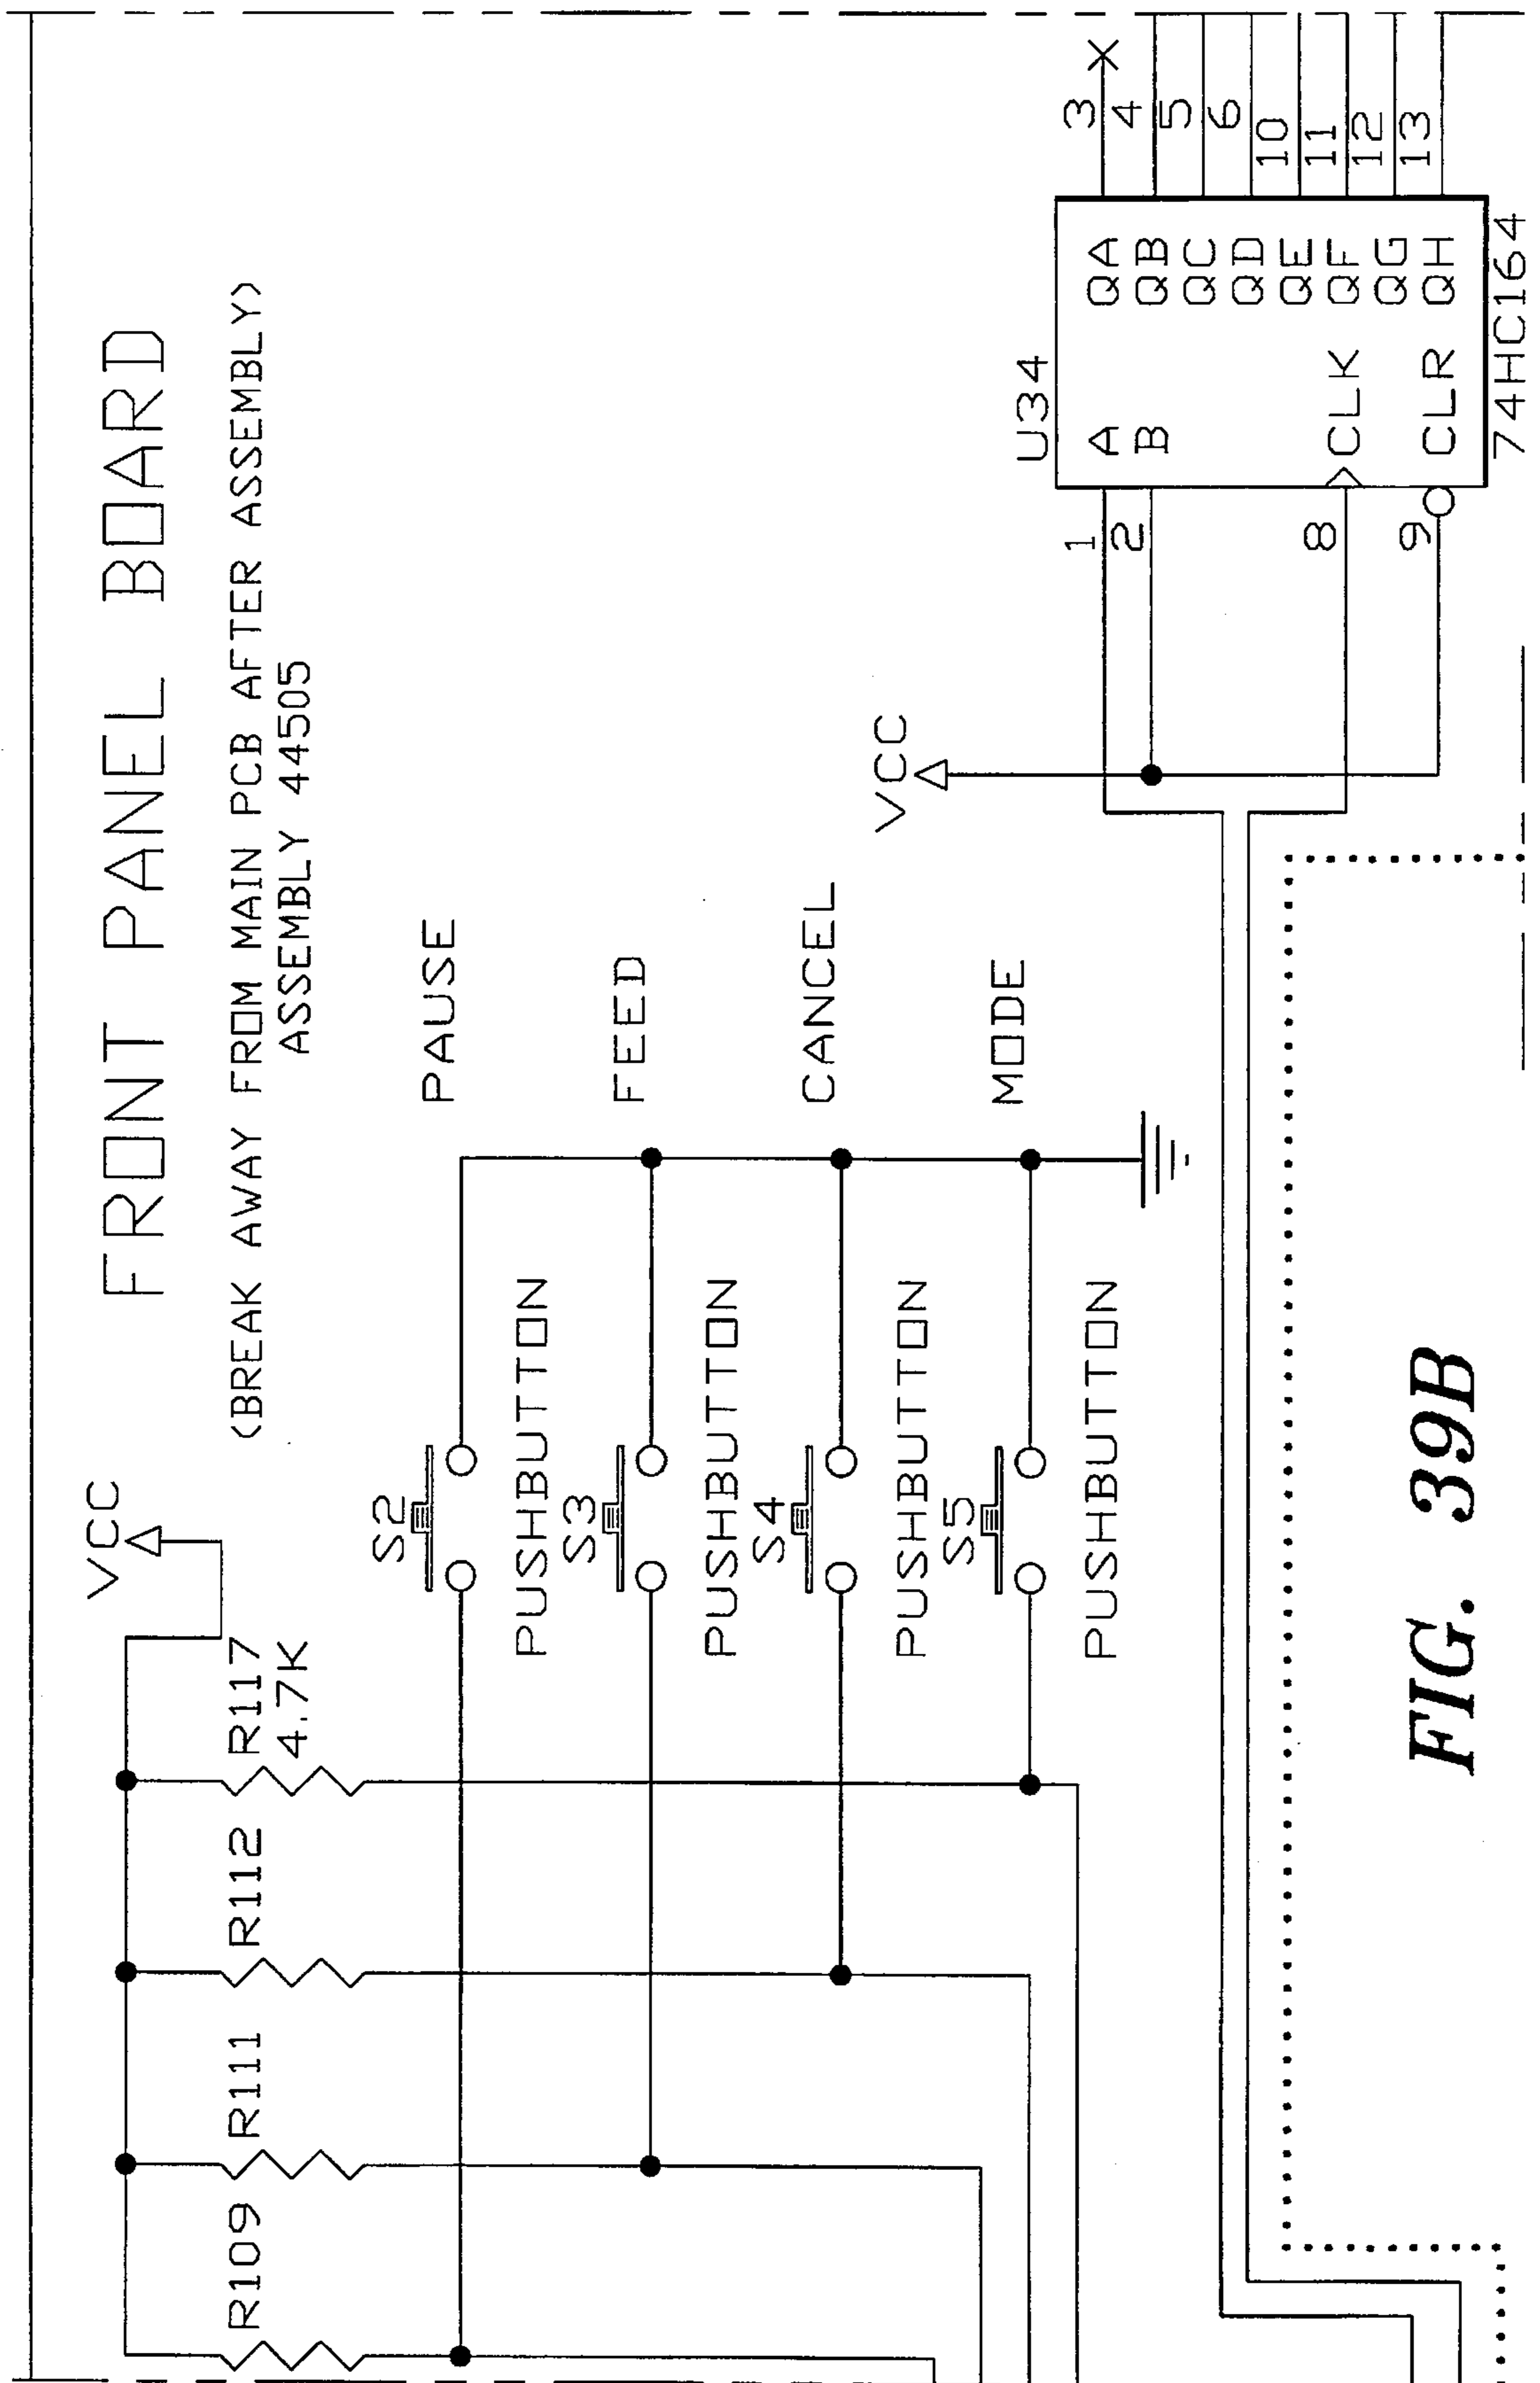 FRONT PANEL BOARD
(BREAK AWAY FROM MAIN PCB AFTER ASSEMBLY)
ASSEMBLY 44505
VCC
R109
R111
R112
R117
4.7K
S2
PAUSE
PUSHBUTTON
S3
FEED
PUSHBUTTON
S4
CANCEL
PUSHBUTTON
S5
MODE
PUSHBUTTON
VCC
U34
1 A QA 3
2 B QB 4
QC 5
QD 6
QE 10
8 CLK QF 11
QG 12
9 CLR QH 13
74HC164
FIG. 39B